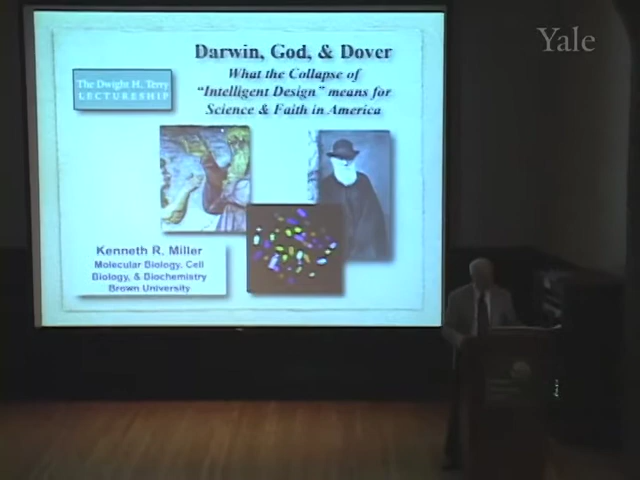 Yale
Darwin, God, & Dover
What the Collapse of
"Intelligent Design" means for
Science & Faith in America
The Dwight H. Terry
LECTURESHIP
Kenneth R. Miller
Molecular Biology, Cell
Biology, & Biochemistry
Brown University